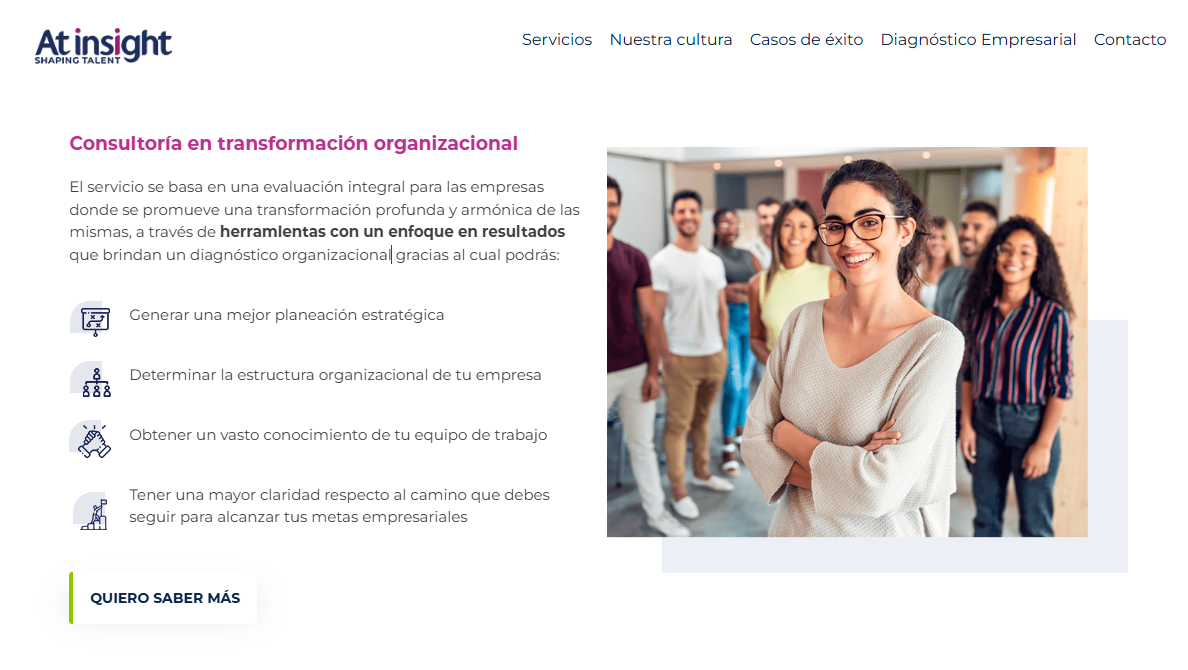 At insight
SHAPING TALENT
Servicios Nuestra cultura Casos de éxito Diagnóstico Empresarial Contacto
Consultoría en transformación organizacional
El servicio se basa en una evaluación integral para las empresas
donde se promueve una transformación profunda y armónica de las
mismas, a través de herramlentas con un enfoque en resultados
que brindan un diagnóstico organizacional gracias al cual podrás:
Generar una mejor planeación estratégica
Determinar la estructura organizacional de tu empresa
Obtener un vasto conocimiento de tu equipo de trabajo
Tener una mayor claridad respecto al camino que debes
seguir para alcanzar tus metas empresariales
QUIERO SABER MÁS